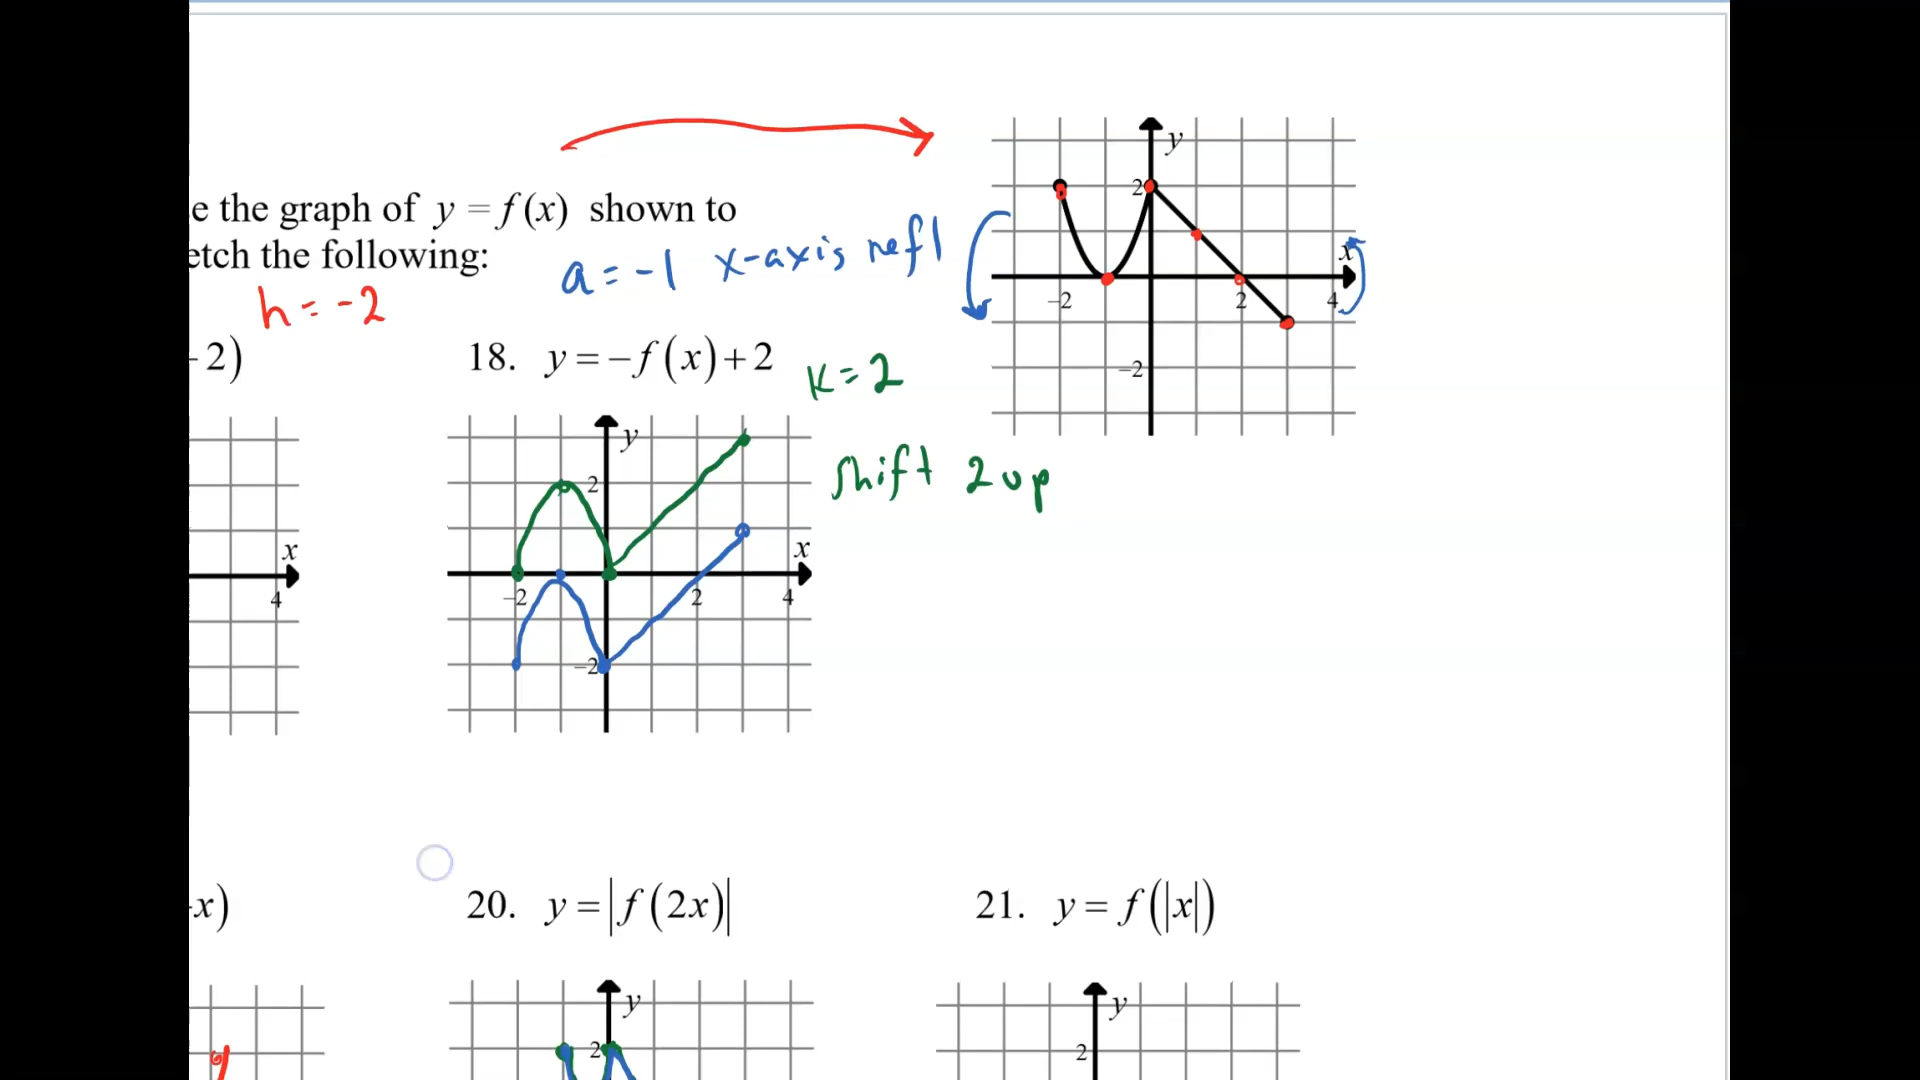 y
2
e the graph of y = f(x) shown to
etch the following:
a = -1 x-axis refl
x
-2 2 4
h = -2
-2
- 2)
18. y = -f(x)+2
k = 2
y
2
shift 2 up
x
x
4
-2 2 4
-2
x)
20. y = |f(2x)|
21. y = f(|x|)
y
y
2
2